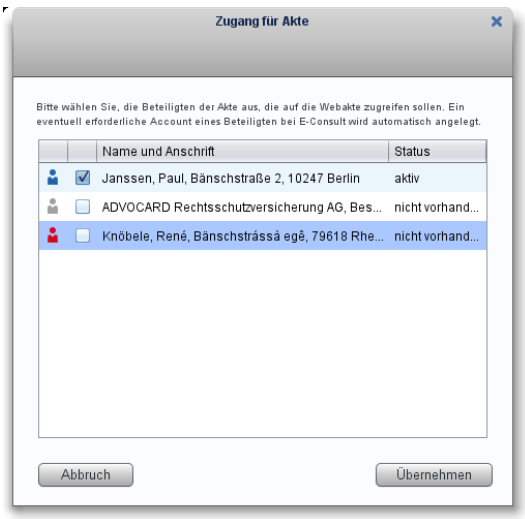 Zugang für Akte
Bitte wählen Sie, die Beteiligten der Akte aus, die auf die Webakte zugreifen sollen. Ein
eventuell erforderliche Account eines Beteiligten bei E-Consult wird automatisch angelegt.
Name und Anschrift Status
Janssen, Paul, Bänschstraße 2, 10247 Berlin aktiv
ADVOCARD Rechtsschutzversicherung AG, Bes... nicht vorhand...
Knöbele, René, Bänschstrássà egê, 79618 Rhe... nicht vorhand...
Abbruch Übernehmen